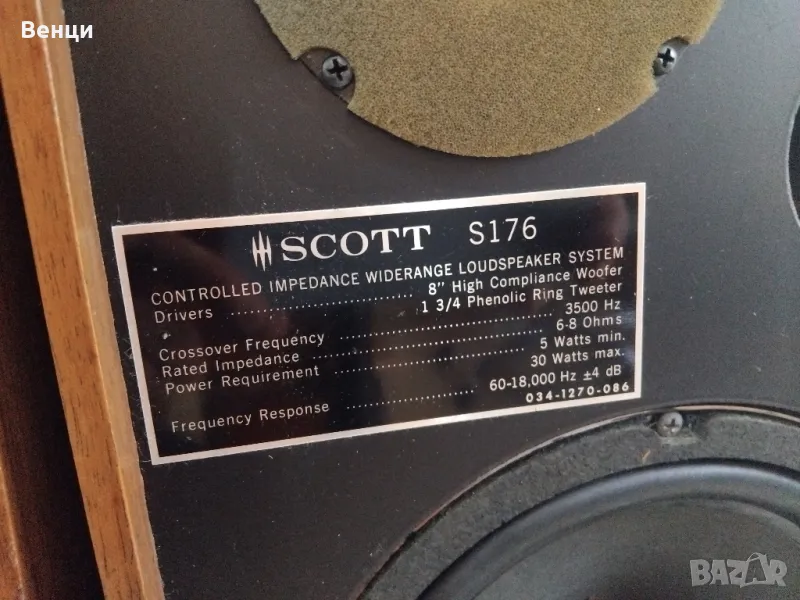 Венци
SCOTT S176
CONTROLLED IMPEDANCE WIDERANGE LOUDSPEAKER SYSTEM
Drivers ........................ 8" High Compliance Woofer
1 3/4 Phenolic Ring Tweeter
Crossover Frequency ........................ 3500 Hz
Rated Impedance ........................ 6-8 Ohms
Power Requirement ........................ 5 Watts min.
30 Watts max.
Frequency Response ........................ 60-18,000 Hz ±4 dB
034-1270-086
BAZAR